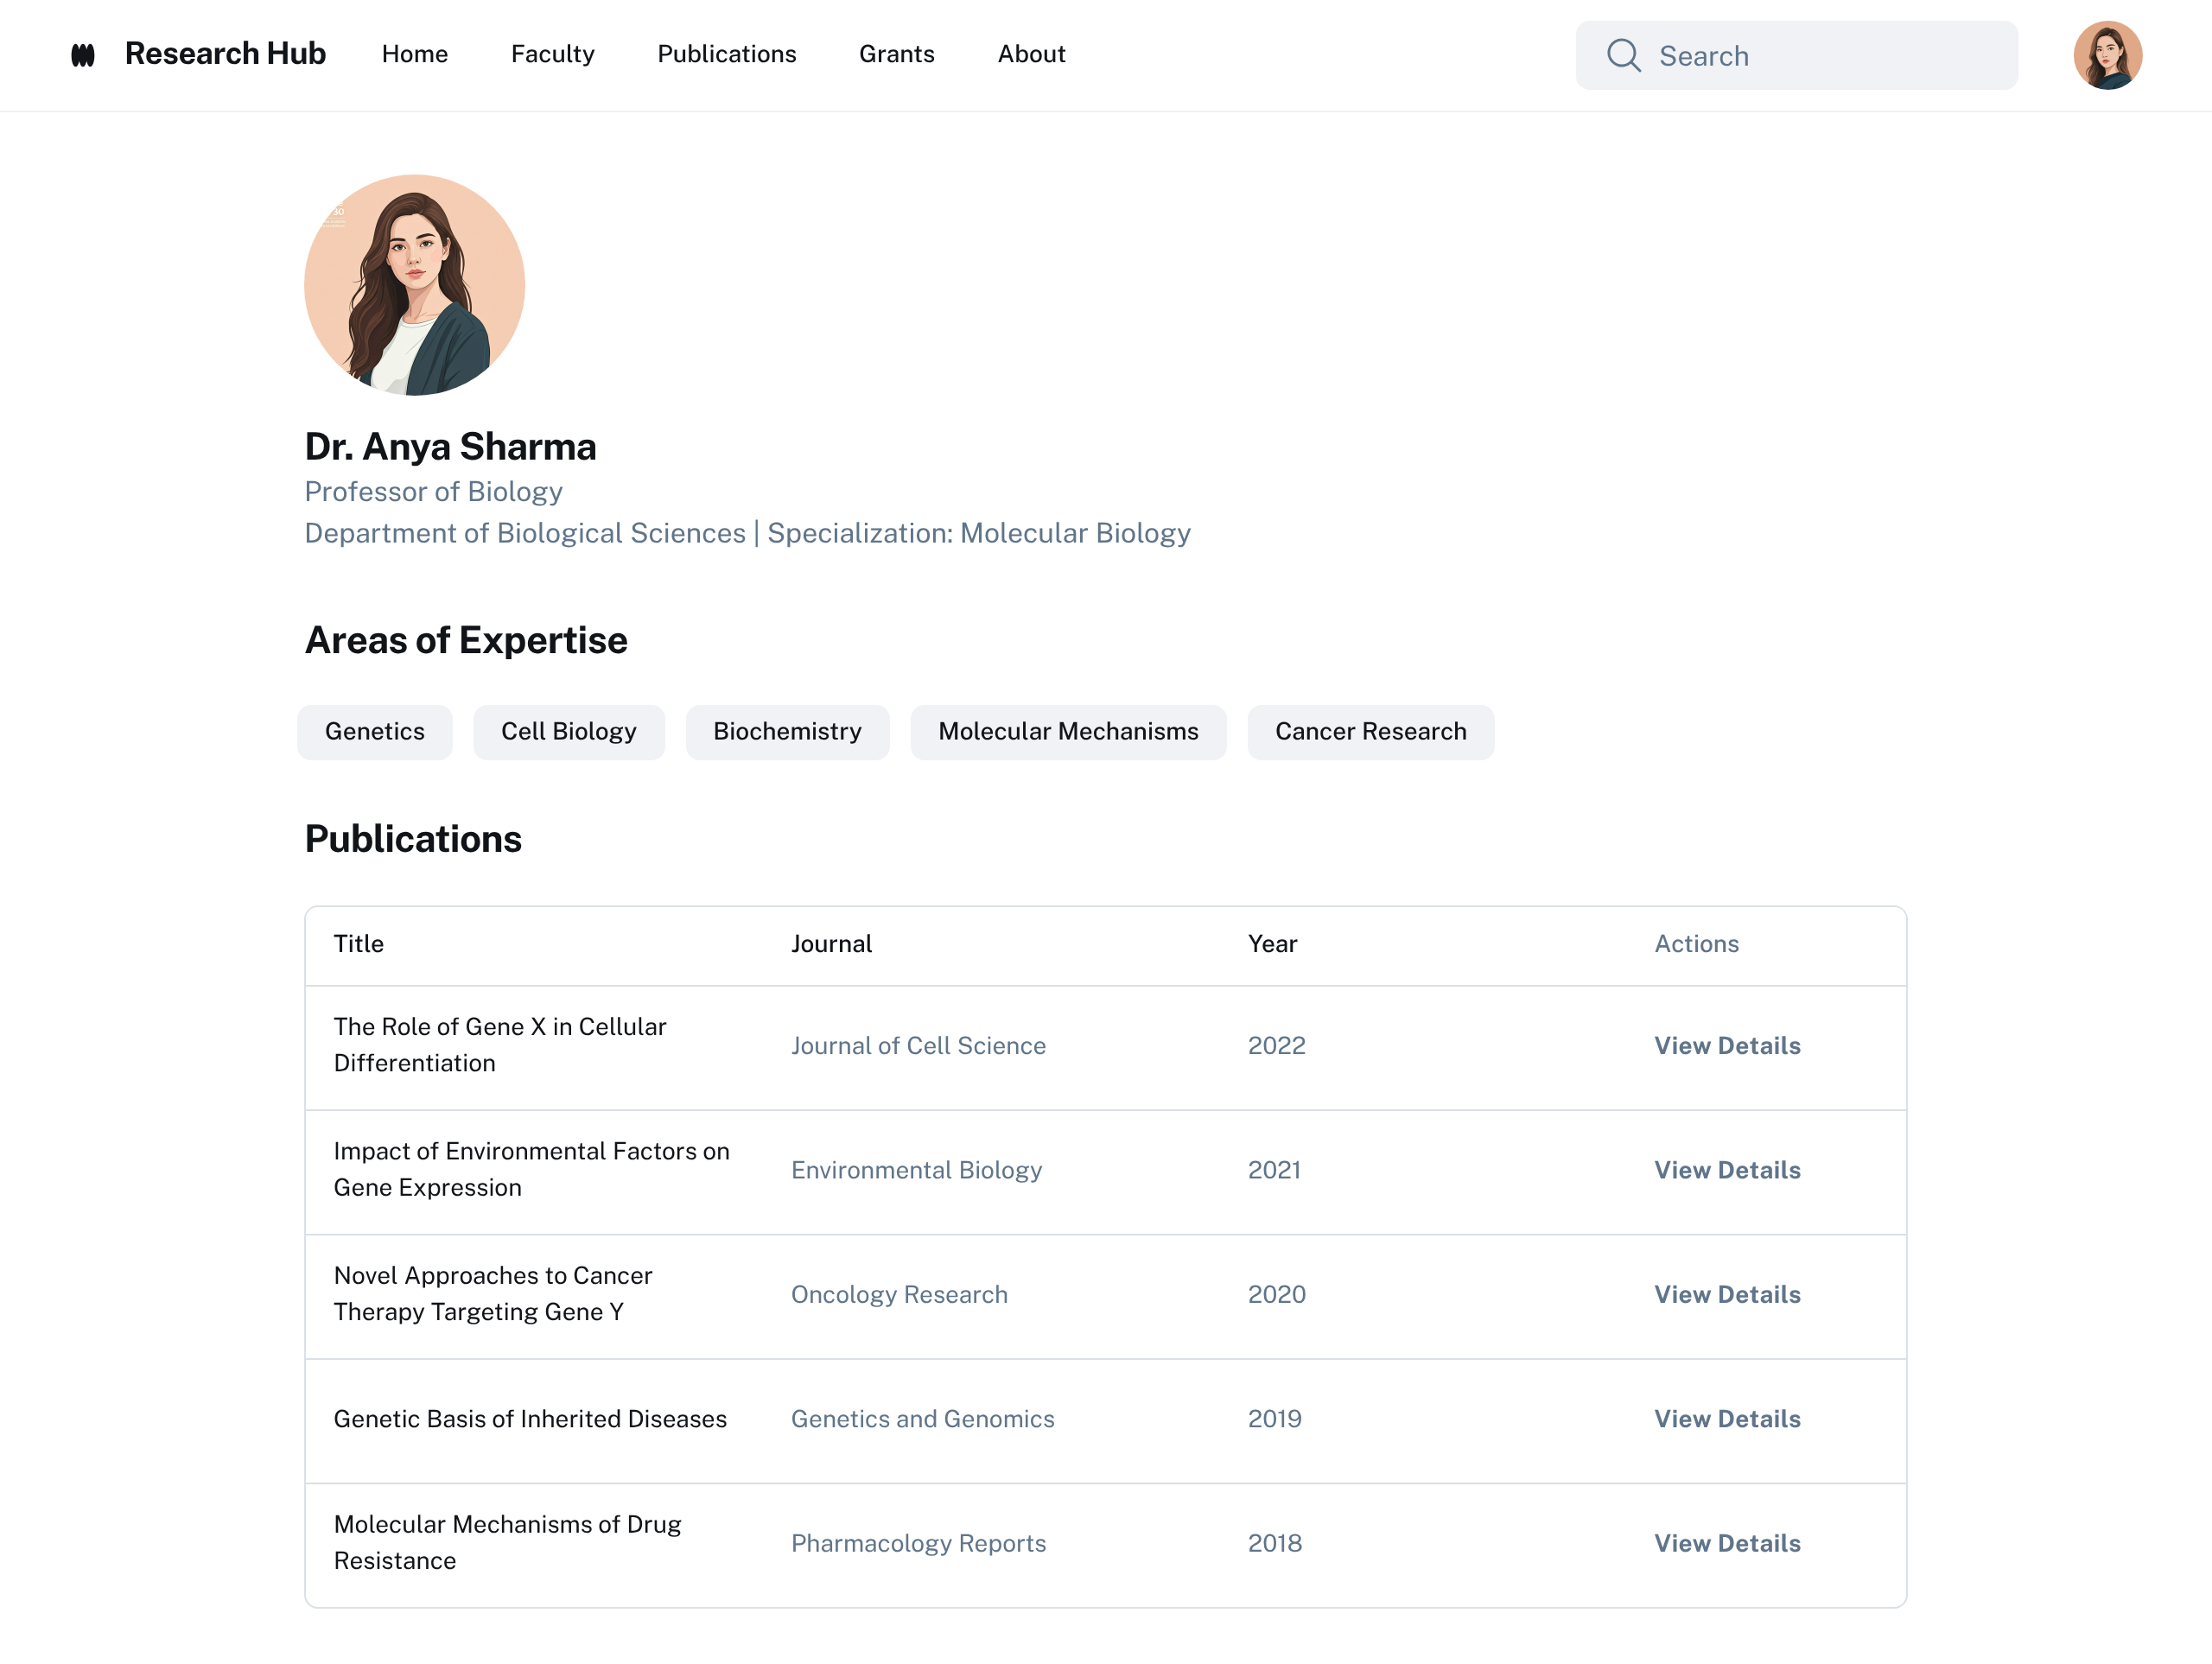 Research Hub Home Faculty Publications Grants About Search
30
Dr. Anya Sharma
Professor of Biology
Department of Biological Sciences | Specialization: Molecular Biology
Areas of Expertise
Genetics Cell Biology Biochemistry Molecular Mechanisms Cancer Research
Publications
Title Journal Year Actions
The Role of Gene X in Cellular
Differentiation
Journal of Cell Science 2022 View Details
Impact of Environmental Factors on
Gene Expression
Environmental Biology 2021 View Details
Novel Approaches to Cancer
Therapy Targeting Gene Y
Oncology Research 2020 View Details
Genetic Basis of Inherited Diseases Genetics and Genomics 2019 View Details
Molecular Mechanisms of Drug
Resistance
Pharmacology Reports 2018 View Details